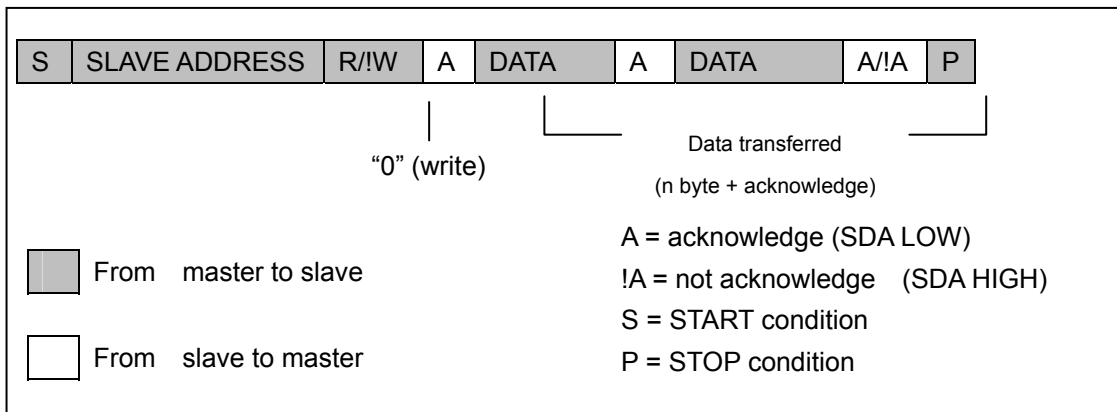 S SLAVE ADDRESS R/!W A DATA A DATA A/!A P
“0” (write)
Data transferred
(n byte + acknowledge)
A = acknowledge (SDA LOW)
!A = not acknowledge (SDA HIGH)
S = START condition
P = STOP condition
From master to slave
From slave to master